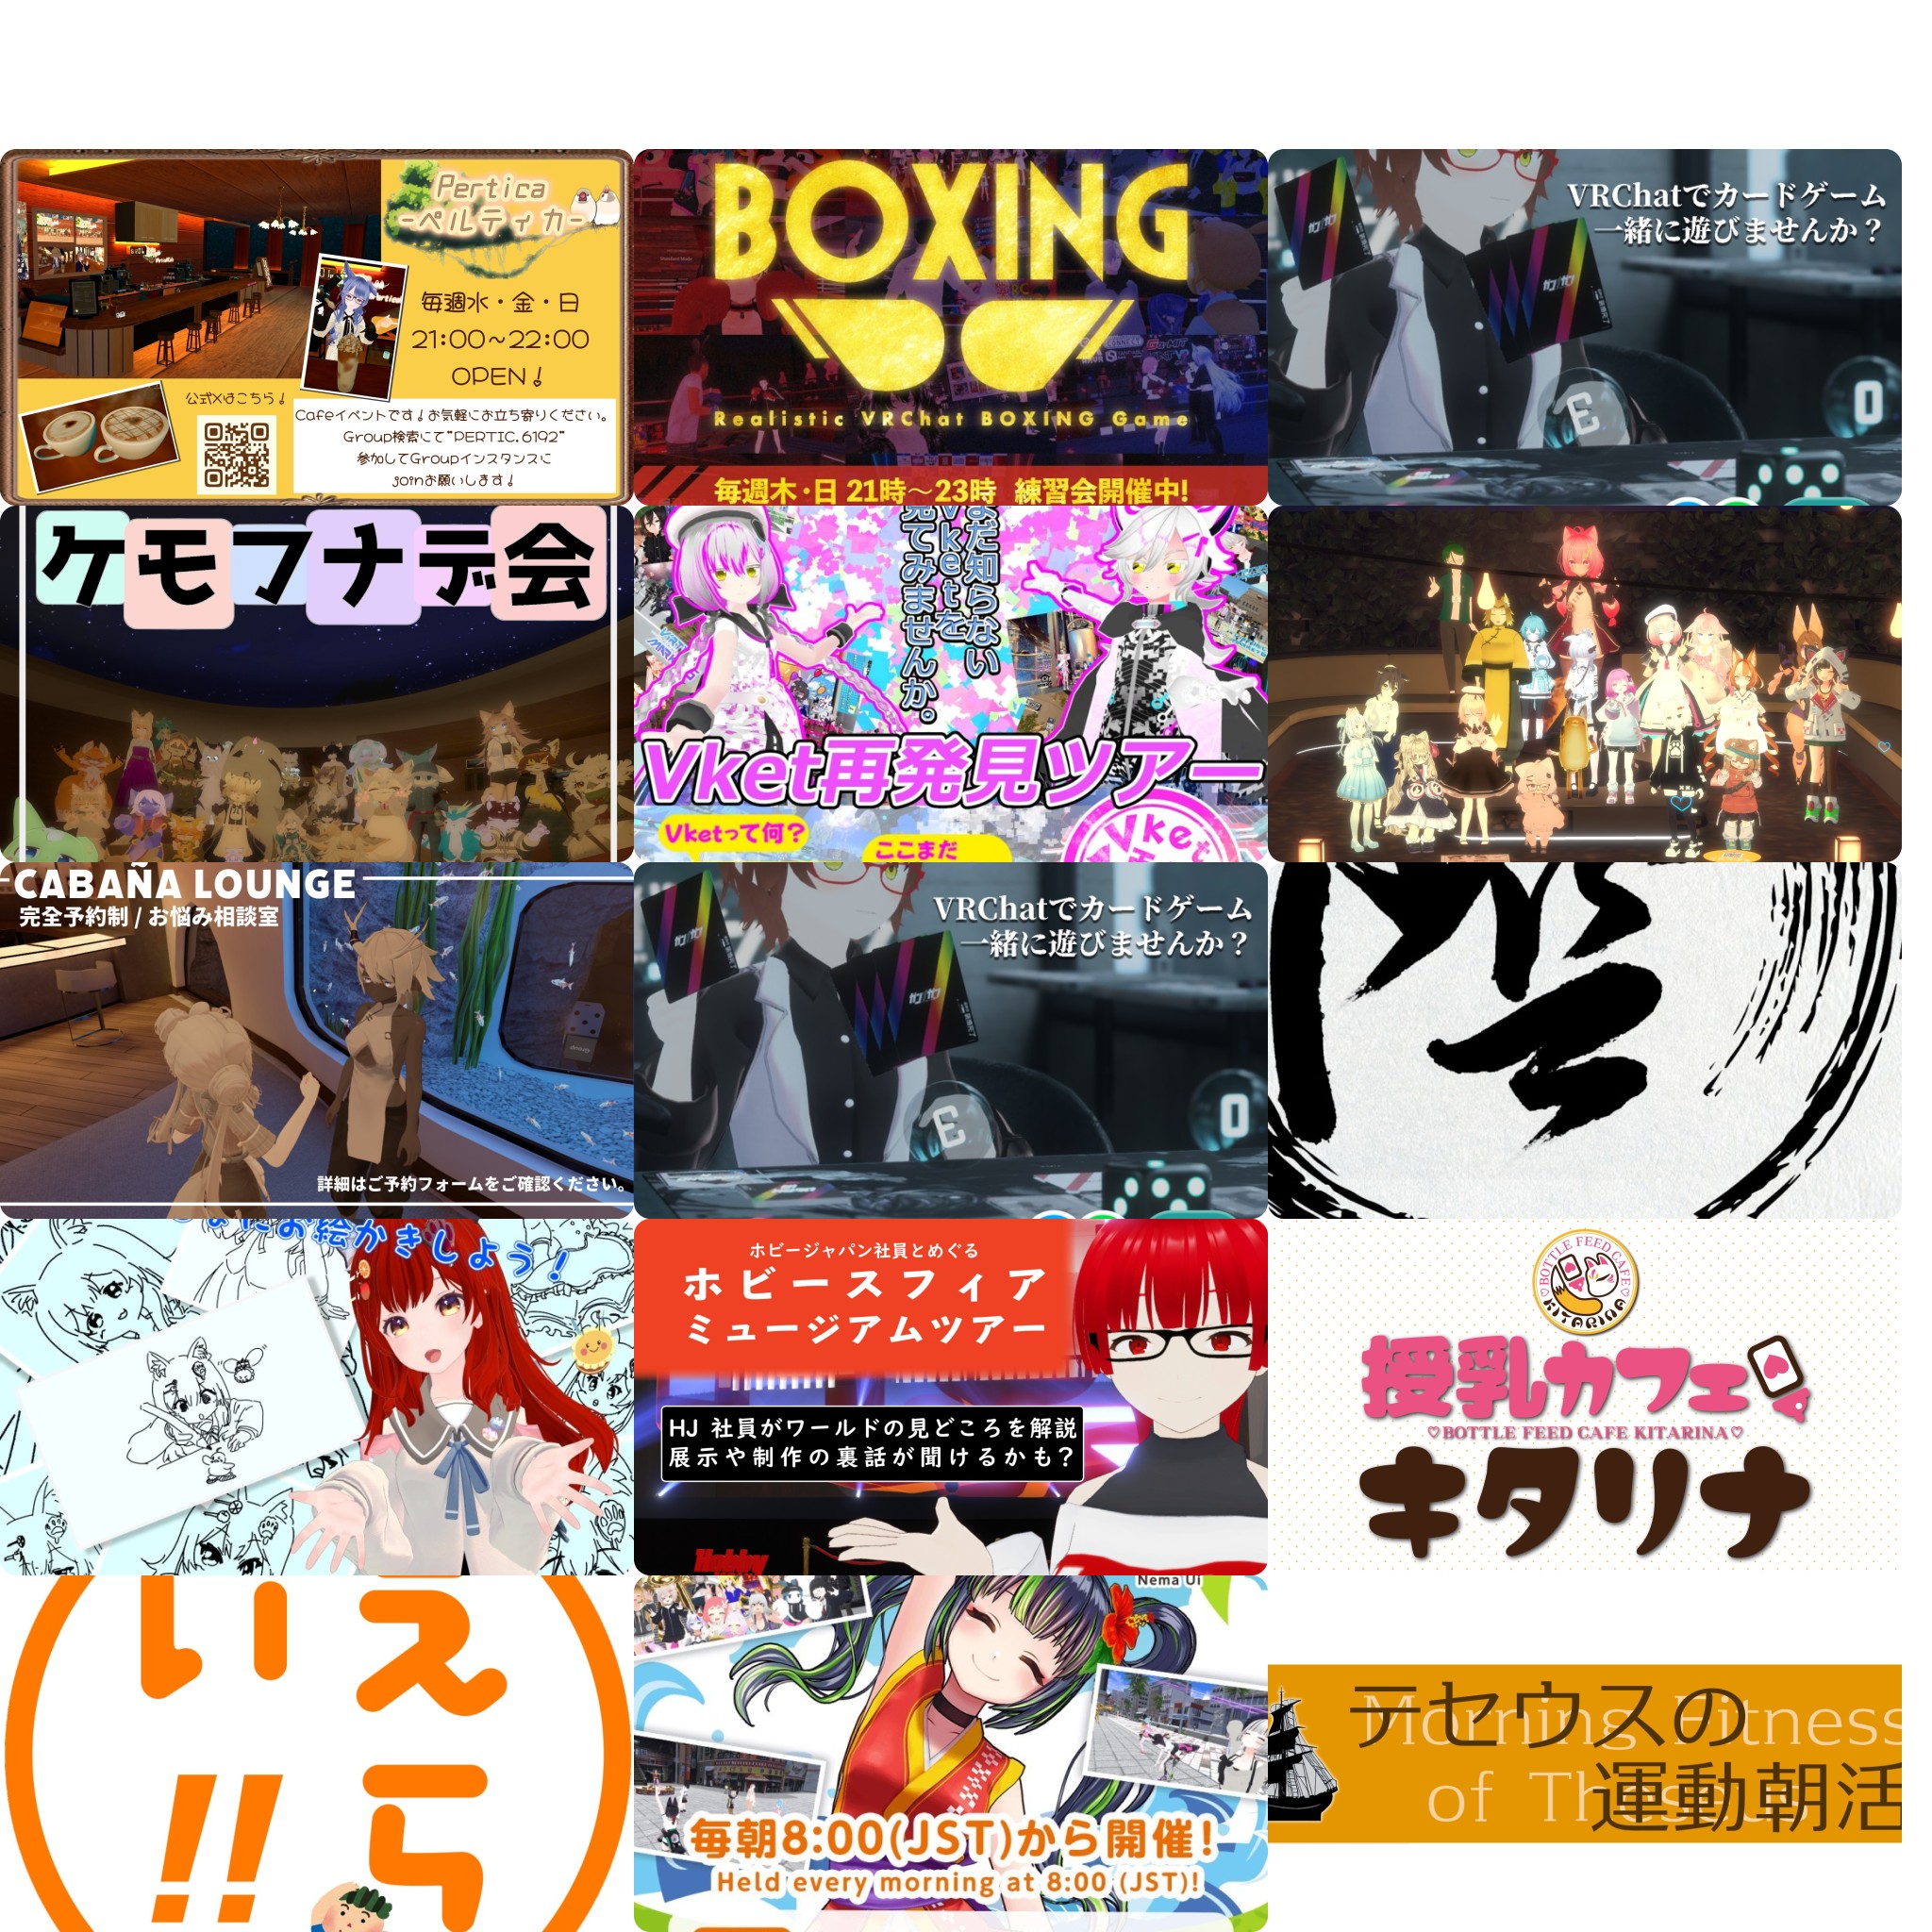 Pertica
-ペルティカ-
毎週水・金・日
21:00~22:00
OPEN!
公式Xはこちら!
Cafeイベントです!お気軽にお立ち寄りください。
Group検索にて"PERTIC.6192"
参加してGroupインスタンスに
joinお願いします!
BOXING
Realistic VRChat BOXING Game
毎週木・日 21時～23時 練習会開催中!
VRChatでカードゲーム
一緒に遊びませんか？
E
0
ケモフナデ会
まだ知らない
Vketを
見てみませんか。
Vket再発見ツアー
Vketって何？
ここまだ
Vket
CABAÑA LOUNGE
完全予約制 / お悩み相談室
詳細はご予約フォームをご確認ください。
VRChatでカードゲーム
一緒に遊びませんか？
E
0
お絵かきしよう！
ホビージャパン社員とめぐる
ホビースフィア
ミュージアムツアー
HJ 社員がワールドの見どころを解説
展示や制作の裏話が聞けるかも？
Hobby
BOTTLE FEED CAFE
KITARINA
授乳カフェ
♡BOTTLE FEED CAFE KITARINA♡
キタリナ
えら
い!!
Nema Ui
毎朝8:00(JST)から開催!
Held every morning at 8:00 (JST)!
テセウスの
運動朝活
Morning Fitness
of Theseus